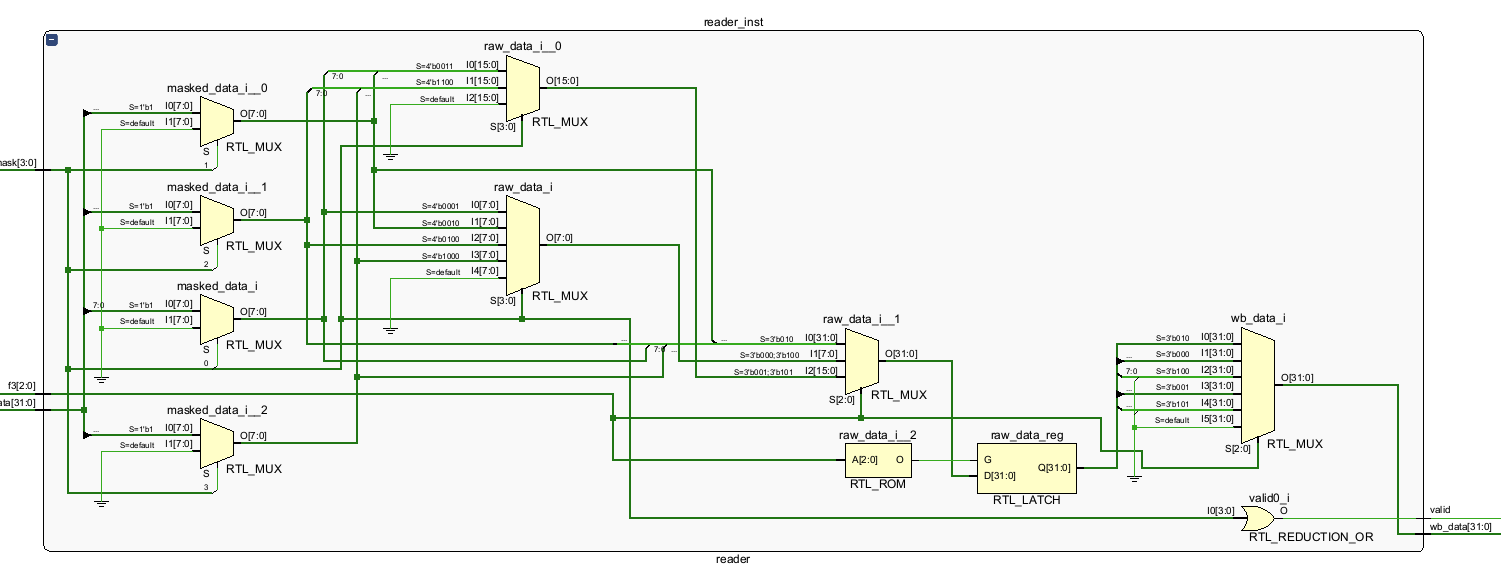 reader_inst
raw_data_i__0
S=4'b0011 I0[15:0]
7:0 ...
S=4'b1100 I1[15:0] O[15:0]
7:0 ...
S=default I2[15:0]
S[3:0] RTL_MUX
masked_data_i__0
... S=1'b1 I0[7:0] O[7:0]
S=default I1[7:0]
S RTL_MUX
1
mask[3:0]
masked_data_i__1
... S=1'b1 I0[7:0] O[7:0]
S=default I1[7:0]
S RTL_MUX
2
raw_data_i
S=4'b0001 I0[7:0]
S=4'b0010 I1[7:0]
S=4'b0100 I2[7:0] O[7:0]
S=4'b1000 I3[7:0]
S=default I4[7:0]
S[3:0] RTL_MUX
masked_data_i
7:0 S=1'b1 I0[7:0] O[7:0]
S=default I1[7:0]
S RTL_MUX
0
raw_data_i__1
... ... S=3'b010 I0[31:0]
7:0 ... S=3'b000;3'b100 I1[7:0] O[31:0]
S=3'b001;3'b101 I2[15:0]
S[2:0] RTL_MUX
wb_data_i
S=3'b010 I0[31:0]
... S=3'b000 I1[31:0]
7:0 S=3'b100 I2[31:0] O[31:0]
... S=3'b001 I3[31:0]
... S=3'b101 I4[31:0]
S=default I5[31:0]
S[2:0] RTL_MUX
f3[2:0]
ata[31:0]
masked_data_i__2
... S=1'b1 I0[7:0] O[7:0]
S=default I1[7:0]
S RTL_MUX
3
raw_data_i__2
A[2:0] O
RTL_ROM
raw_data_reg
G
D[31:0] Q[31:0]
RTL_LATCH
valid0_i
I0[3:0] O
RTL_REDUCTION_OR
valid
wb_data[31:0]
reader